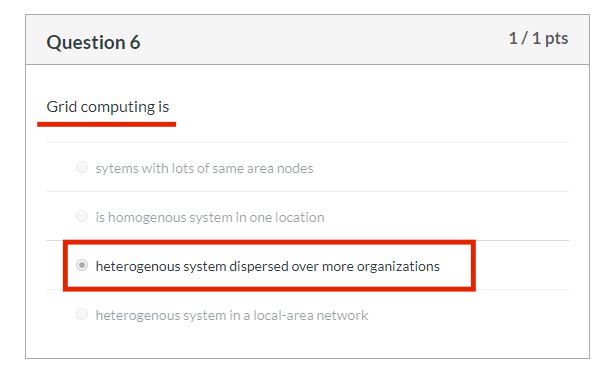 Question 6
1 / 1 pts
Grid computing is
sytems with lots of same area nodes
is homogenous system in one location
heterogenous system dispersed over more organizations
heterogenous system in a local-area network